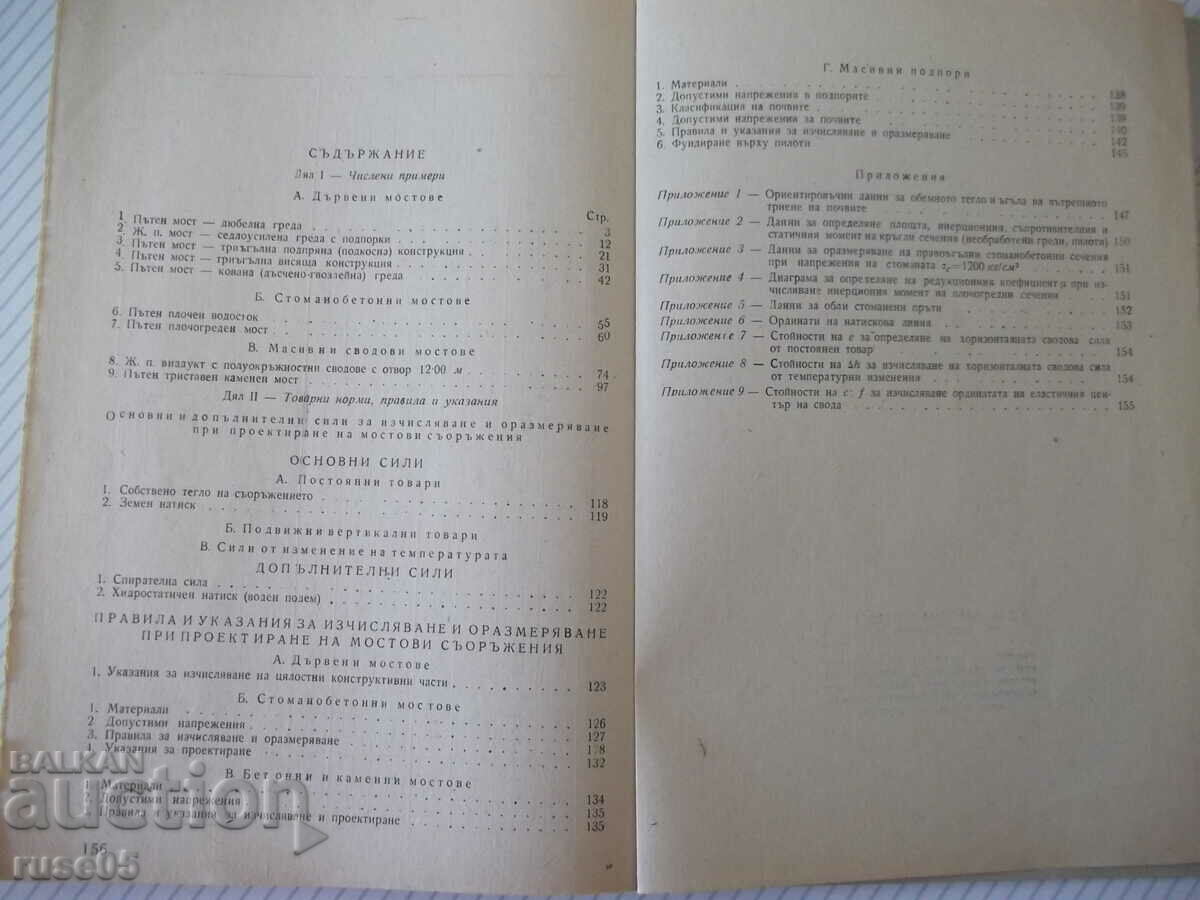 СЪДЪРЖАНИЕ
Дял I — Числени примери
А. Дървени мостове
Стр.
1 Пътен мост — дюбелна греда 3
2. Ж. п. мост — седлоусилена греда с подпорки 12
3 Пътен мост — триъгълна подпряна (подкосна) конструкция 21
4 Пътен мост — триъгълна висяща конструкция 31
5. Пътен мост — кована (дъсчено-гвоздейна) греда 42
Б. Стоманобетонни мостове
6. Пътен плочен водосток 55
7. Пътен плочогреден мост 60
В. Масивни сводови мостове
8. Ж. п. виадукт с полуокръжностни сводове с отвор 12·00 м 74
9. Пътен триставен каменен мост 97
Дял II — Товарни норми, правила и указания
Основни и допълнителни сили за изчисляване и оразмеряване
при проектиране на мостови съоръжения
ОСНОВНИ СИЛИ
А. Постоянни товари
1. Собствено тегло на съоръжението 118
2. Земен натиск 119
Б. Подвижни вертикални товари
В. Сили от изменение на температурата
ДОПЪЛНИТЕЛНИ СИЛИ
1. Спирателна сила 122
2. Хидростатичен натиск (воден подем) 122
ПРАВИЛА И УКАЗАНИЯ ЗА ИЗЧИСЛЯВАНЕ И ОРАЗМЕРЯВАНЕ
ПРИ ПРОЕКТИРАНЕ НА МОСТОВИ СЪОРЪЖЕНИЯ
А. Дървени мостове
1. Указания за изчисляване на цялостни конструктивни части 123
Б. Стоманобетонни мостове
1. Материали 126
2 Допустими напрежения 127
3. Правила за изчисляване и оразмеряване 1 8
4. Указания за проектиране 132
В. Бетонни и каменни мостове
1. Материали 134
2. Допустими напрежения 135
Правила и указания за изчисляване и проектиране 135
156
Г. Масивни подпори
1. Материали 138
2. Допустими напрежения в подпорите 139
3. Класификация на почвите 139
4. Допустими напрежения за почвите 140
5. Правила и указания за изчисляване и оразмеряване 142
6. Фундиране върху пилоти 145
Приложения
Приложение 1 — Ориентировъчни данни за обемното тегло и ъгъла на вътрешното
триене на почвите 147
Приложение 2 — Данни за определяне площта, инерционния, съпротивителния и
статичния момент на кръгли сечения (необработени греди, пилоти) 150
Приложение 3 — Данни за оразмеряване на правоъгълни стоманобетонни сечения
при напрежения на стоманата =1200 кг/см² 151
Приложение 4 — Диаграма за определяне на редукционния коефициент μ при из-
числяване инерционния момент на плочогредни сечения 151
Приложение 5 — Данни за обли стоманени пръти 152
Приложение 6 — Ординати на натискова линия 153
Приложение 7 — Стойности на е за определяне на хоризонталната сводова сила
от постоянен товар 154
Приложение 8 — Стойности на Δh за изчисляване на хоризонталната сводова сила
от температурни изменения 154
Приложение 9 — Стойности на c : f за изчисляване ординатата на еластичния цен-
тър на свода 155
BALKAN
auction
ruse05